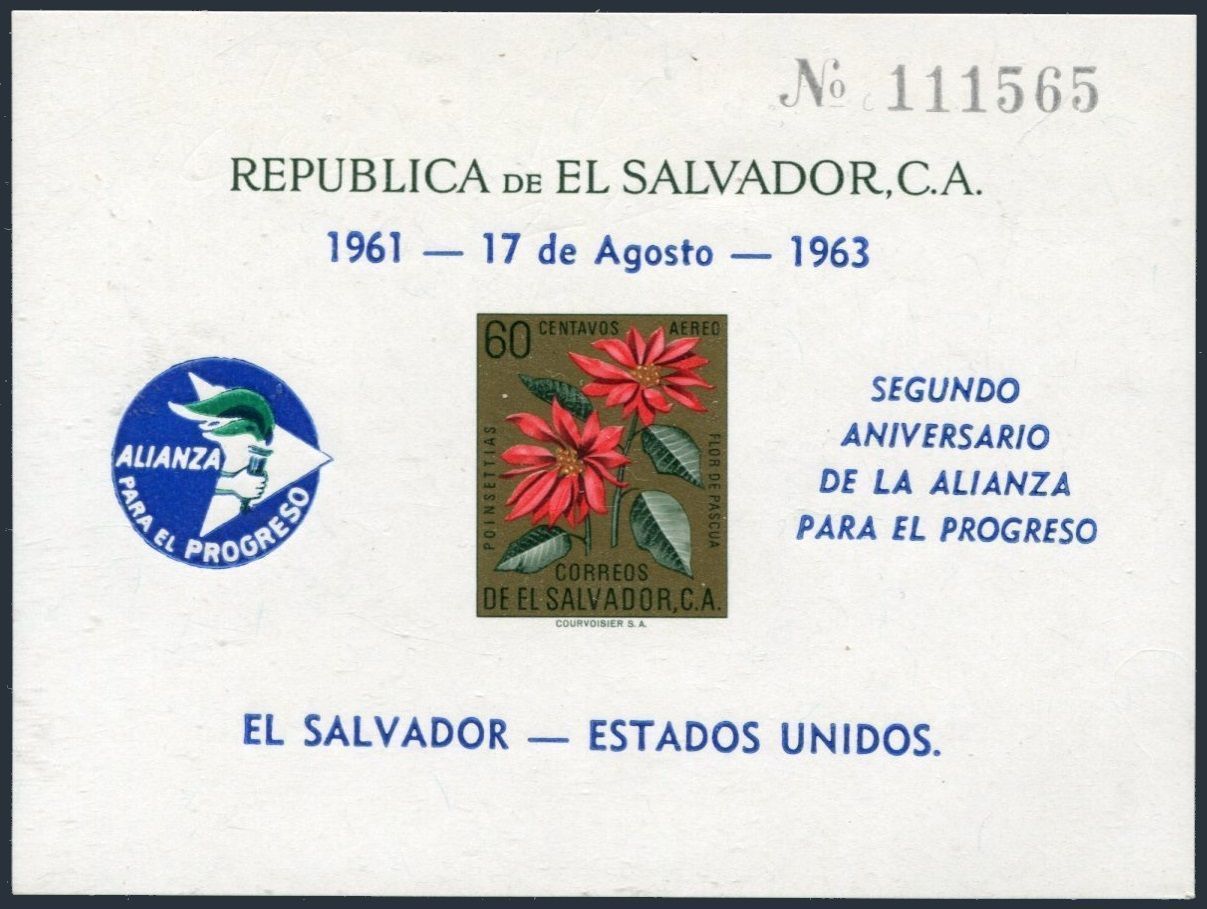 Nº 111565
REPUBLICA DE EL SALVADOR, C.A.
1961 — 17 de Agosto — 1963
ALIANZA
PARA EL PROGRESO
60 CENTAVOS AEREO
POINSETTIAS
FLOR DE PASCUA
CORREOS
DE EL SALVADOR, C.A.
COURVOISIER S. A.
SEGUNDO
ANIVERSARIO
DE LA ALIANZA
PARA EL PROGRESO
EL SALVADOR — ESTADOS UNIDOS.